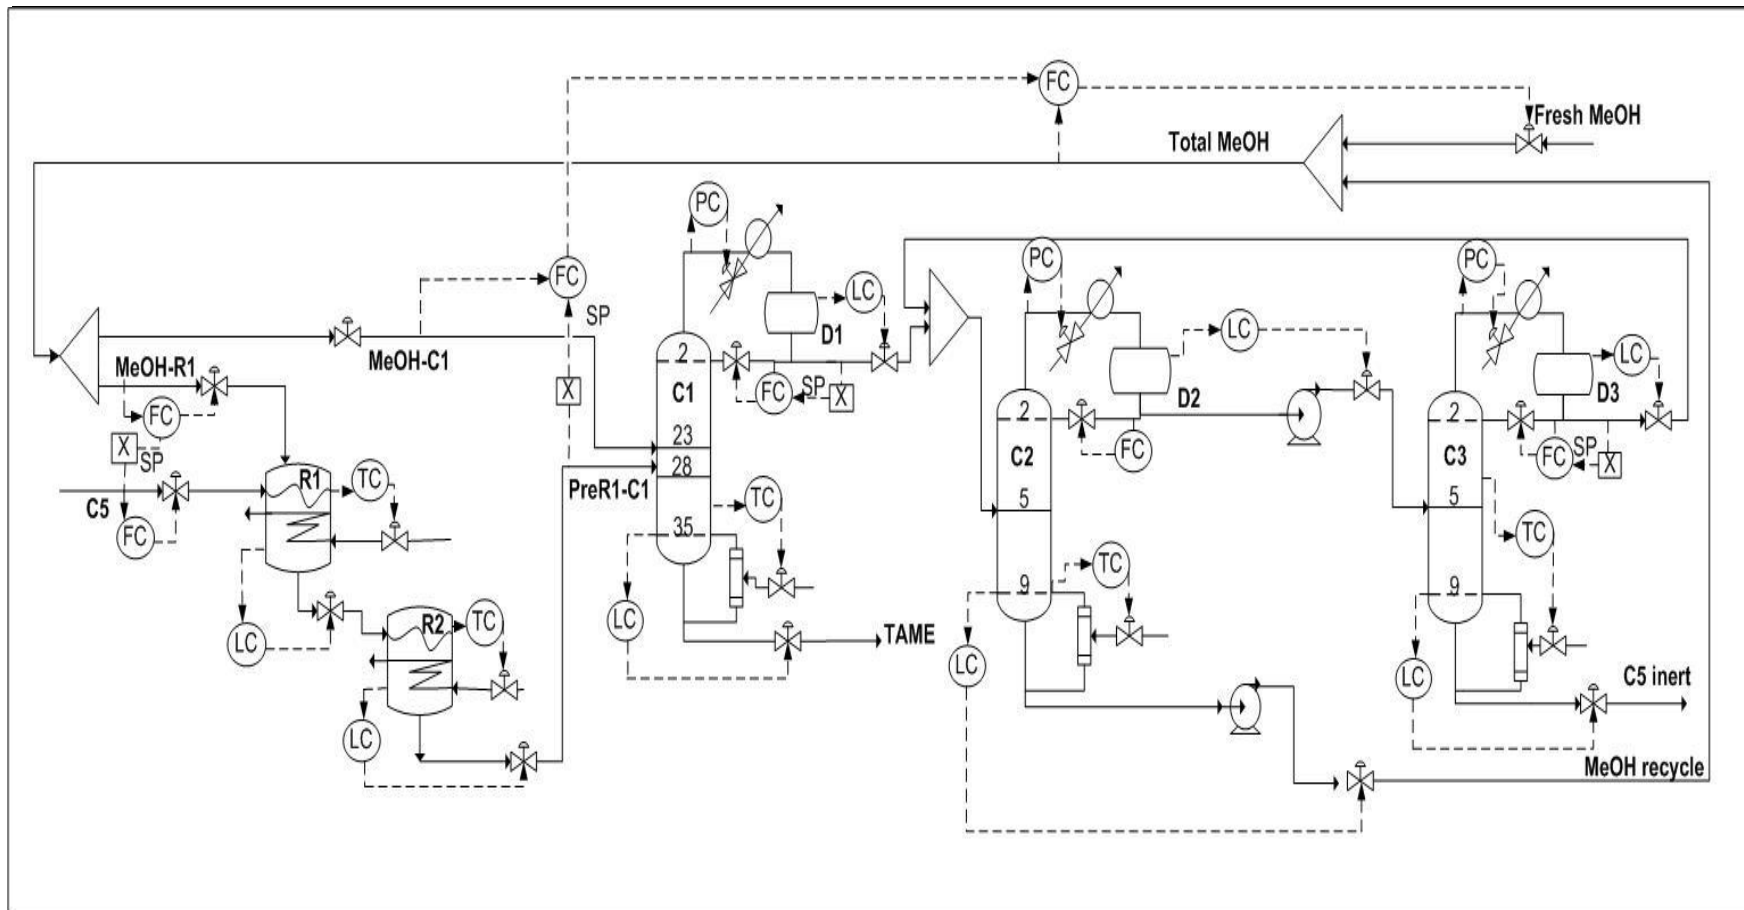 FC
Fresh MeOH
Total MeOH
PC
FC
SP
LC
D1
PC
PC
MeOH-R1
MeOH-C1
2
FC
SP
X
X
C1
LC
D2
LC
D3
FC
X
SP
23
28
2
FC
C2
2
FC
SP
X
C3
C5
FC
R1
TC
PreR1-C1
TC
35
5
5
TC
TC
9
9
LC
R2
TC
LC
TAME
LC
LC
C5 inert
LC
MeOH recycle